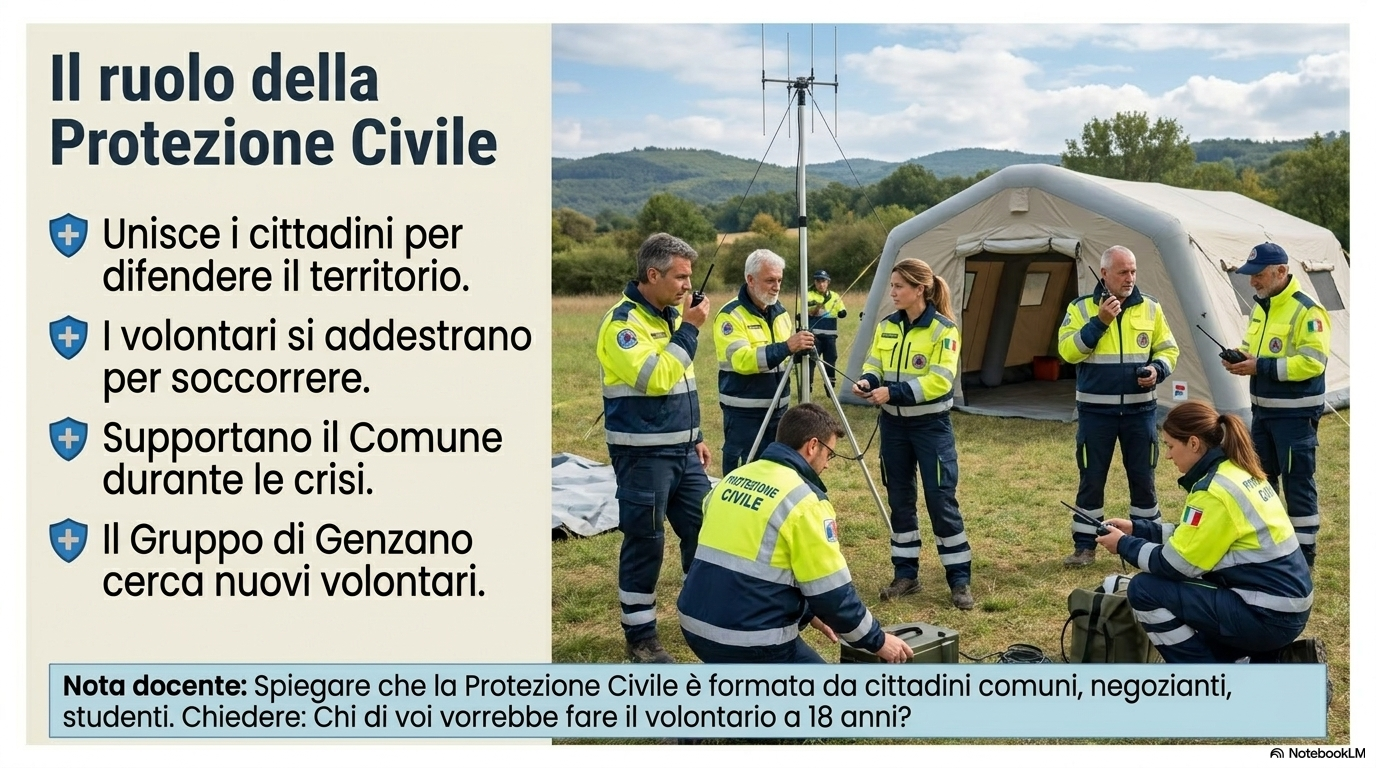 Il ruolo della
Protezione Civile
Unisce i cittadini per
difendere il territorio.
I volontari si addestrano
per soccorrere.
Supportano il Comune
durante le crisi.
Il Gruppo di Genzano
cerca nuovi volontari.
PROTEZIONE
CIVILE
Nota docente: Spiegare che la Protezione Civile è formata da cittadini comuni, negozianti,
studenti. Chiedere: Chi di voi vorrebbe fare il volontario a 18 anni?
NotebookLM